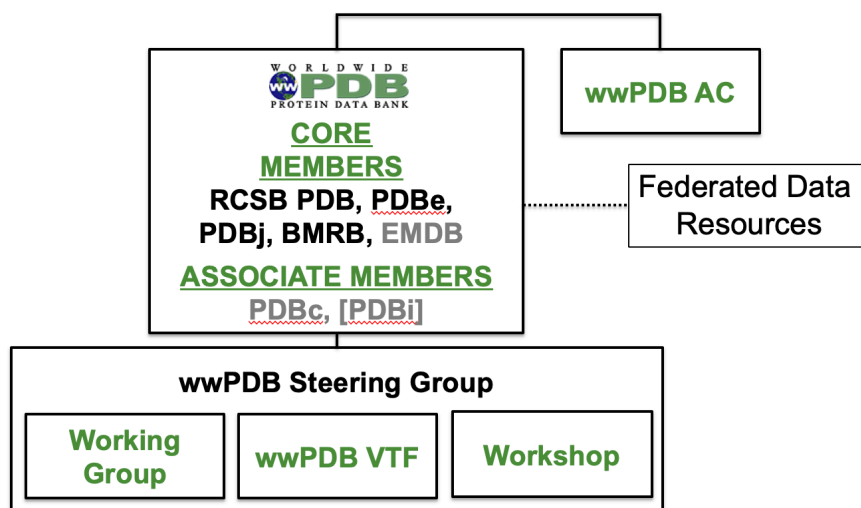 WORLDWIDE
wwPDB
PROTEIN DATA BANK
CORE
MEMBERS
RCSB PDB, PDBe,
PDBj, BMRB, EMDB
ASSOCIATE MEMBERS
PDBc, [PDBi]
wwPDB AC
Federated Data
Resources
wwPDB Steering Group
Working
Group
wwPDB VTF
Workshop